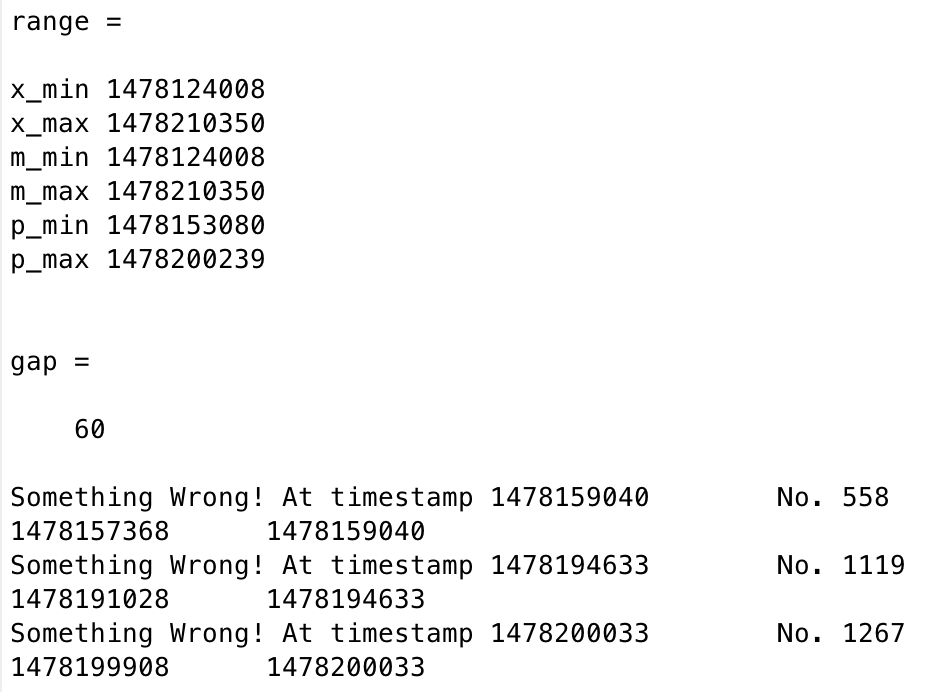 range =
x_min 1478124008
x_max 1478210350
m_min 1478124008
m_max 1478210350
p_min 1478153080
p_max 1478200239
gap =
60
Something Wrong! At timestamp 1478159040 No. 558
1478157368 1478159040
Something Wrong! At timestamp 1478194633 No. 1119
1478191028 1478194633
Something Wrong! At timestamp 1478200033 No. 1267
1478199908 1478200033